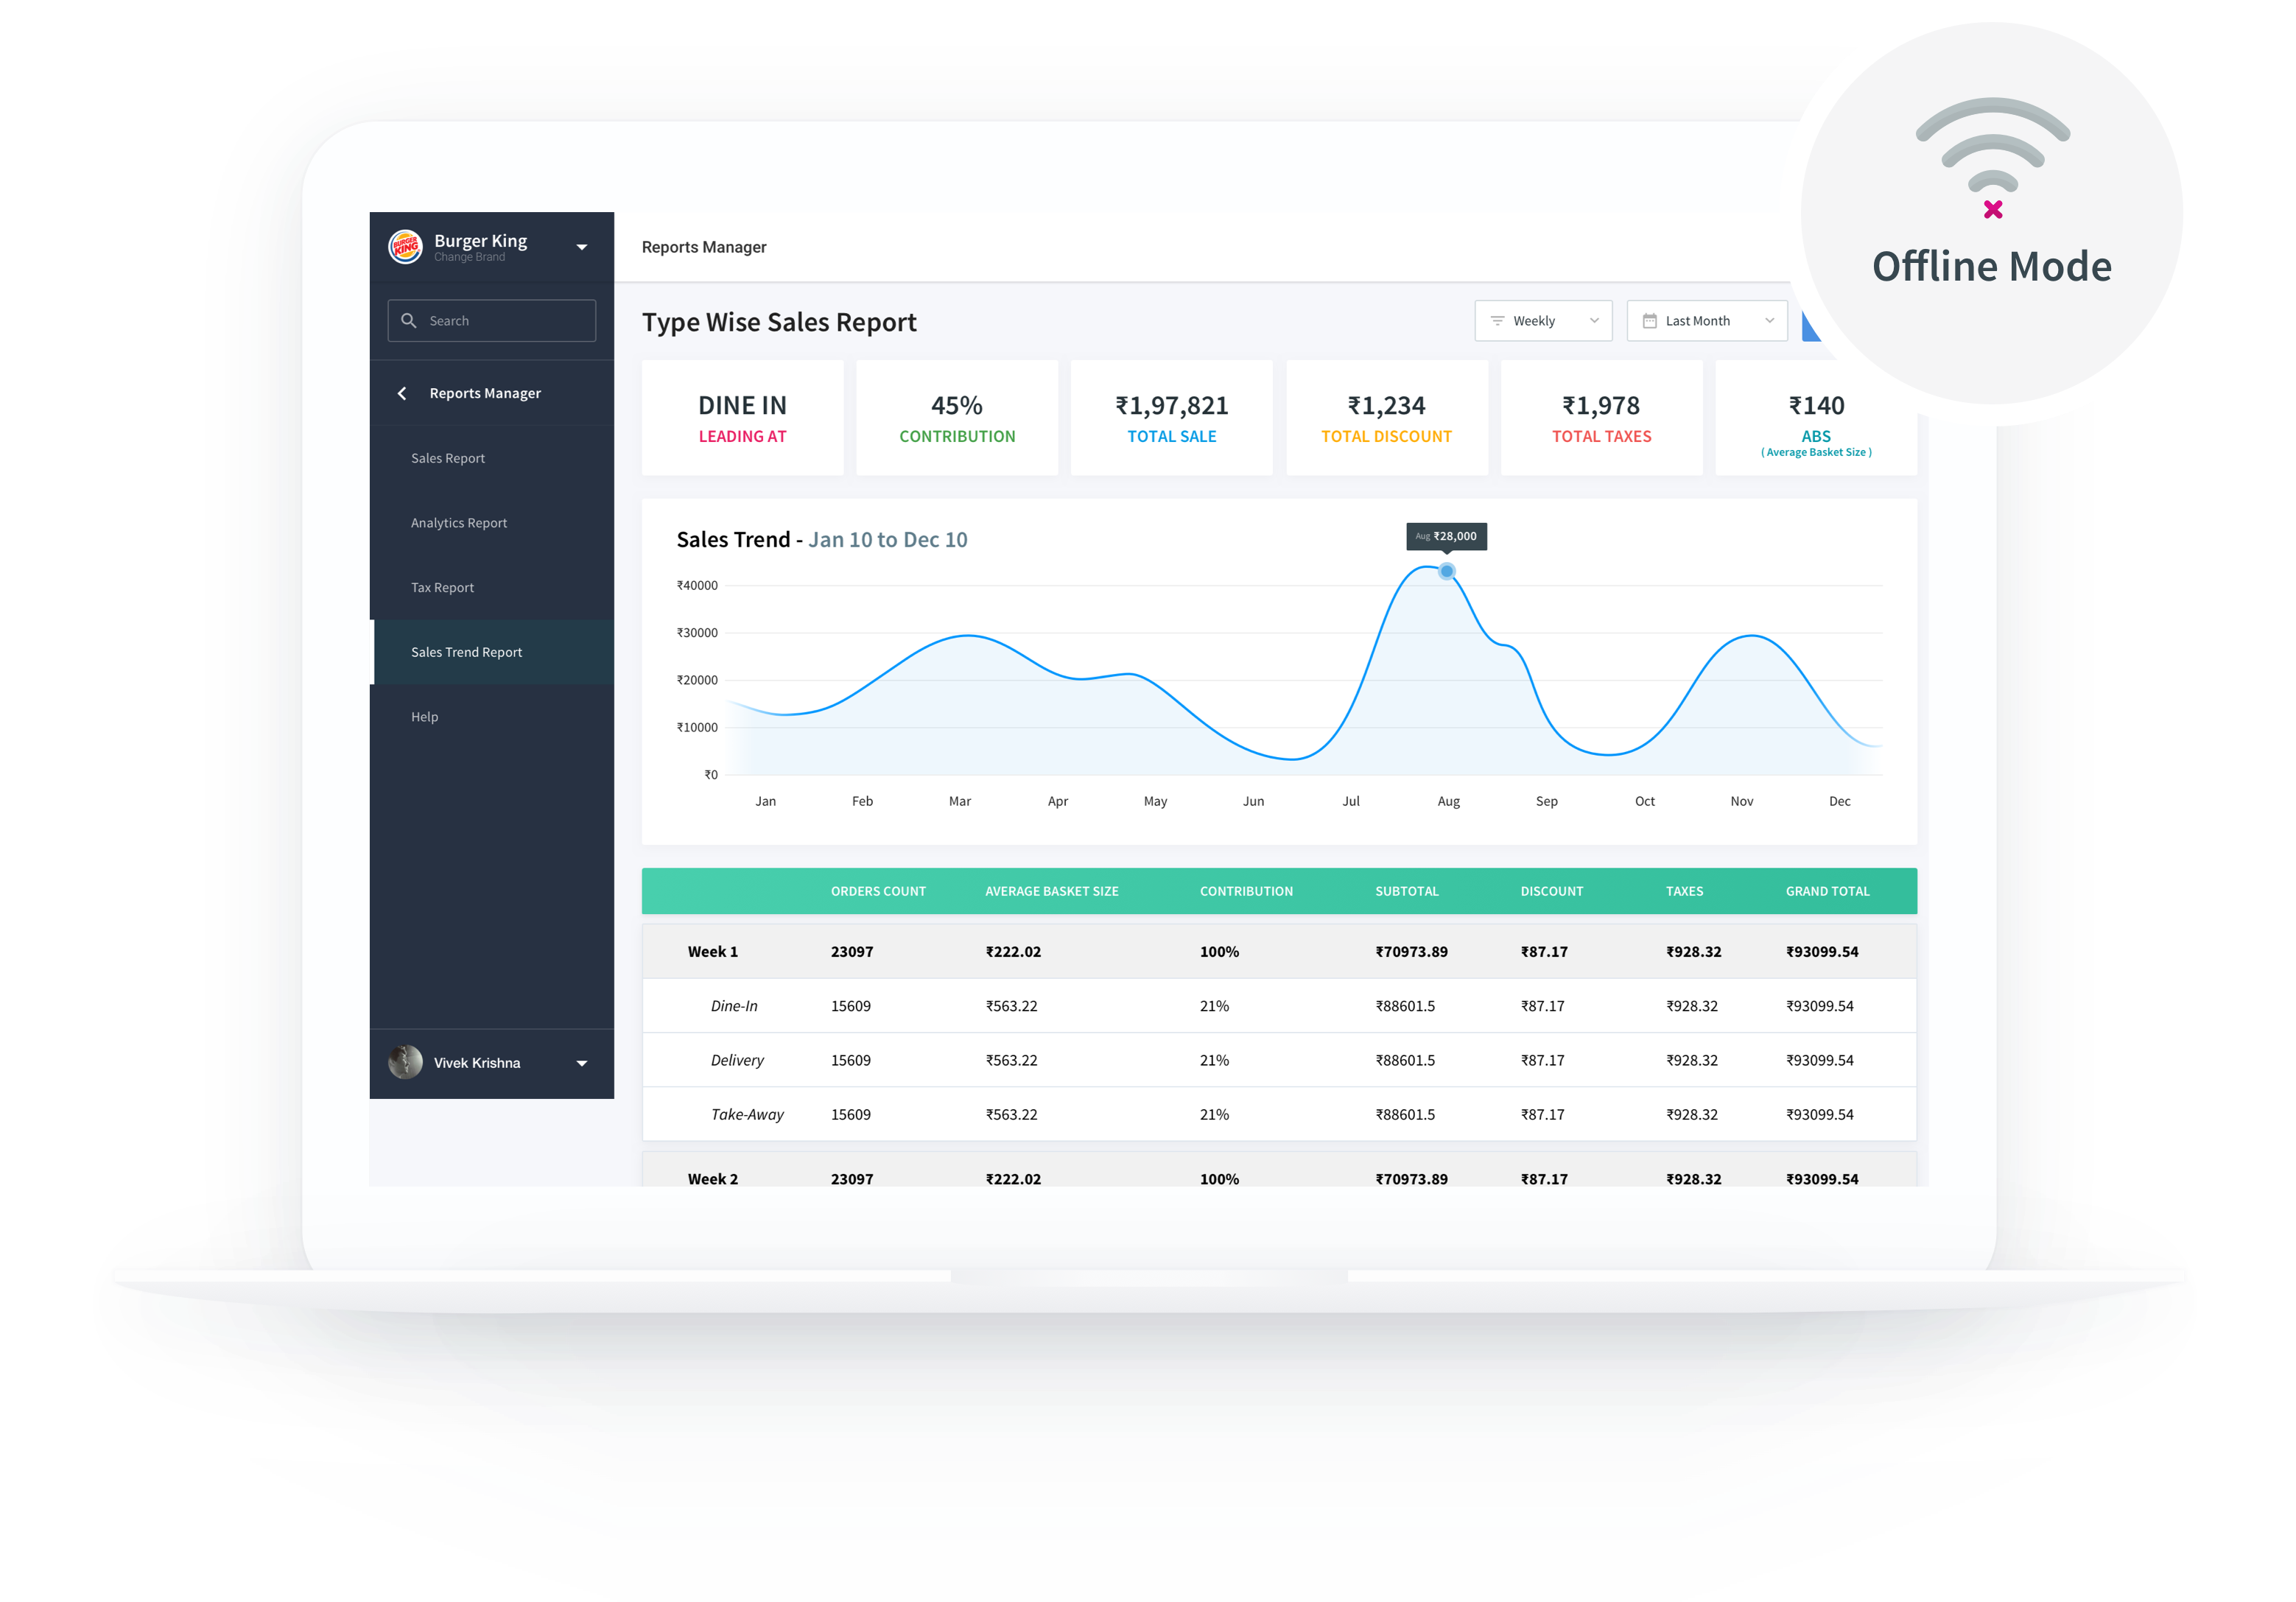 Offline Mode
BURGER KING
Burger King
Change Brand
Reports Manager
Search
Type Wise Sales Report
Weekly
Last Month
Reports Manager
Sales Report
Analytics Report
Tax Report
Sales Trend Report
Help
Vivek Krishna
DINE IN
LEADING AT
45%
CONTRIBUTION
₹1,97,821
TOTAL SALE
₹1,234
TOTAL DISCOUNT
₹1,978
TOTAL TAXES
₹140
ABS
( Average Basket Size )
Sales Trend - Jan 10 to Dec 10
Aug ₹28,000
₹40000
₹30000
₹20000
₹10000
₹0
Jan Feb Mar Apr May Jun Jul Aug Sep Oct Nov Dec
ORDERS COUNT AVERAGE BASKET SIZE CONTRIBUTION SUBTOTAL DISCOUNT TAXES GRAND TOTAL
Week 1 23097 ₹222.02 100% ₹70973.89 ₹87.17 ₹928.32 ₹93099.54
Dine-In 15609 ₹563.22 21% ₹88601.5 ₹87.17 ₹928.32 ₹93099.54
Delivery 15609 ₹563.22 21% ₹88601.5 ₹87.17 ₹928.32 ₹93099.54
Take-Away 15609 ₹563.22 21% ₹88601.5 ₹87.17 ₹928.32 ₹93099.54
Week 2 23097 ₹222.02 100% ₹70973.89 ₹87.17 ₹928.32 ₹93099.54